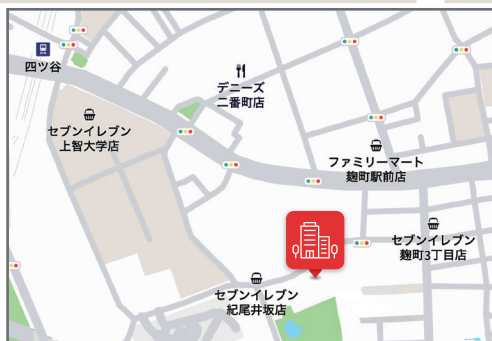 四ツ谷
デニーズ
二番町店
セブンイレブン
上智大学店
ファミリーマート
麹町駅前店
セブンイレブン
麹町3丁目店
セブンイレブン
紀尾井坂店